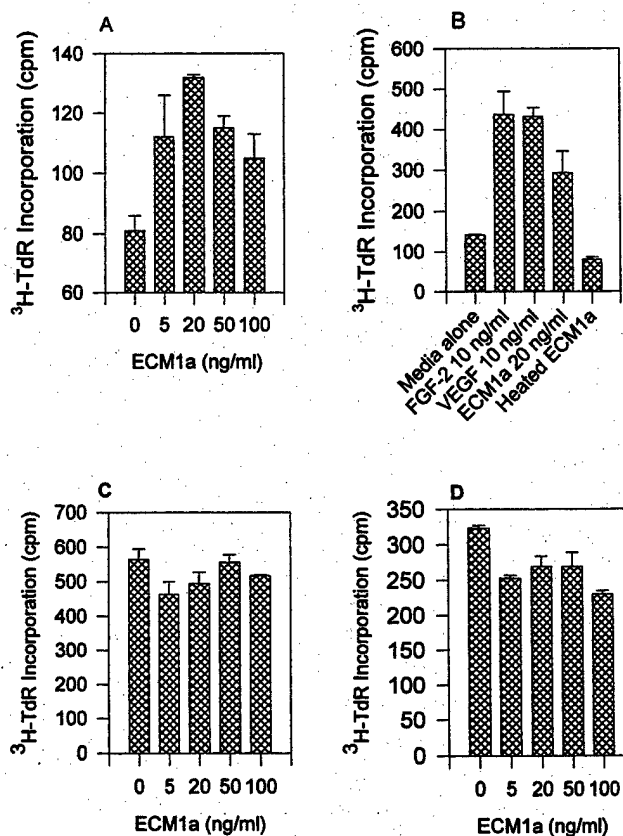 A
³H-TdR Incorporation (cpm)
140
120
100
80
60
0 5 20 50 100
ECM1a (ng/ml)
B
³H-TdR Incorporation (cpm)
600
500
400
300
200
100
0
Media alone
FGF-2 10 ng/ml
VEGF 10 ng/ml
ECM1a 20 ng/ml
Heated ECM1a
C
³H-TdR Incorporation (cpm)
700
600
500
400
300
200
100
0
0 5 20 50 100
ECM1a (ng/ml)
D
³H-TdR Incorporation (cpm)
350
300
250
200
150
100
50
0
0 5 20 50 100
ECM1a (ng/ml)